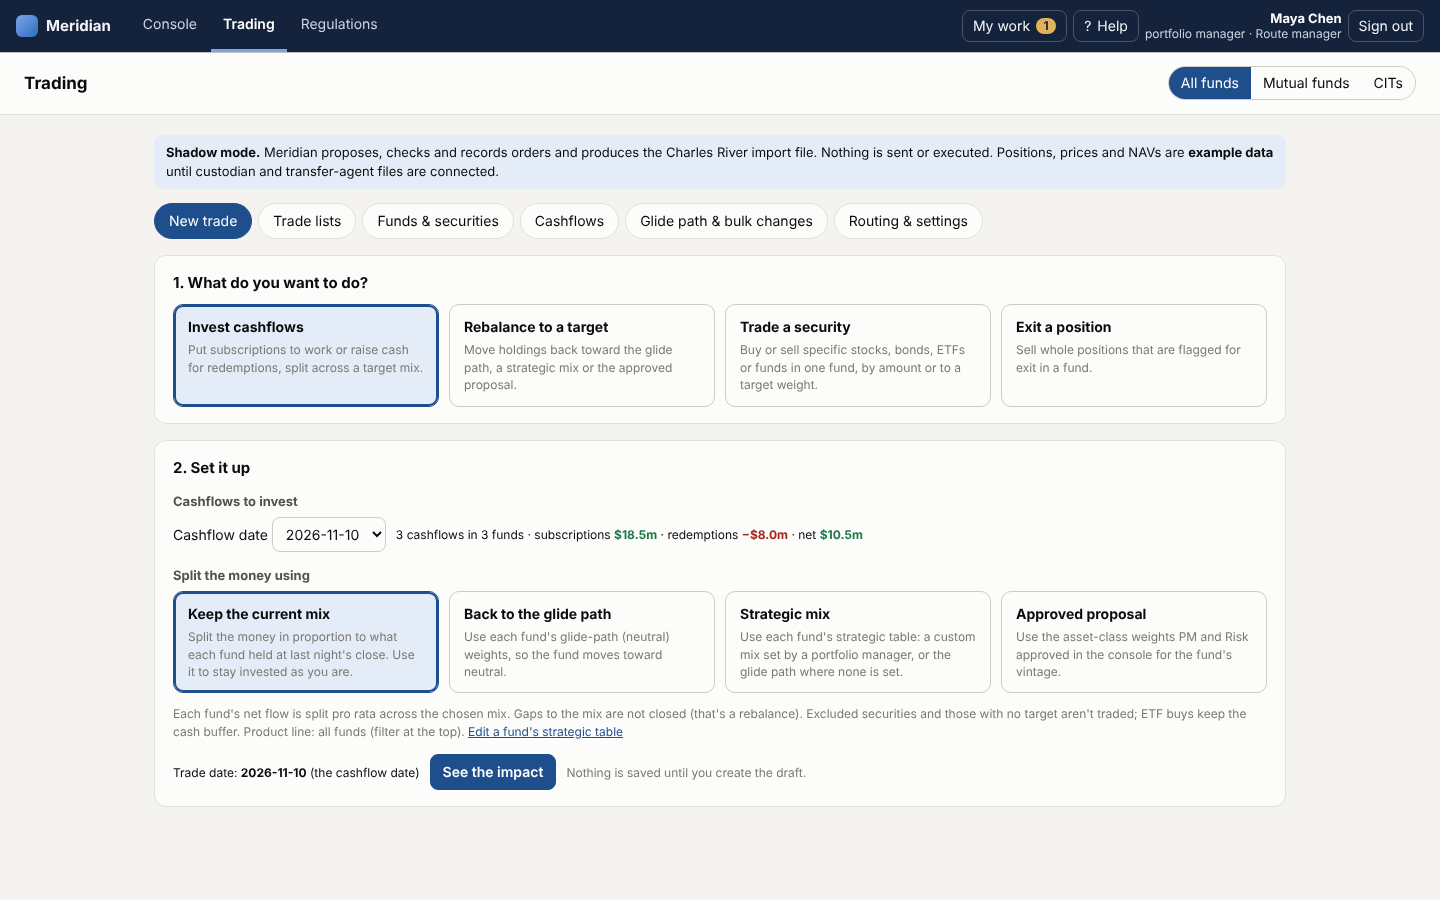 Meridian
Console
Trading
Regulations
My work 1
? Help
Maya Chen
portfolio manager · Route manager
Sign out
Trading
All funds
Mutual funds
CITs
Shadow mode. Meridian proposes, checks and records orders and produces the Charles River import file. Nothing is sent or executed. Positions, prices and NAVs are example data
until custodian and transfer-agent files are connected.
New trade
Trade lists
Funds & securities
Cashflows
Glide path & bulk changes
Routing & settings
1. What do you want to do?
Invest cashflows
Put subscriptions to work or raise cash
for redemptions, split across a target mix.
Rebalance to a target
Move holdings back toward the glide
path, a strategic mix or the approved
proposal.
Trade a security
Buy or sell specific stocks, bonds, ETFs
or funds in one fund, by amount or to a
target weight.
Exit a position
Sell whole positions that are flagged for
exit in a fund.
2. Set it up
Cashflows to invest
Cashflow date 2026-11-10 3 cashflows in 3 funds · subscriptions $18.5m · redemptions −$8.0m · net $10.5m
Split the money using
Keep the current mix
Split the money in proportion to what
each fund held at last night's close. Use
it to stay invested as you are.
Back to the glide path
Use each fund's glide-path (neutral)
weights, so the fund moves toward
neutral.
Strategic mix
Use each fund's strategic table: a custom
mix set by a portfolio manager, or the
glide path where none is set.
Approved proposal
Use the asset-class weights PM and Risk
approved in the console for the fund's
vintage.
Each fund's net flow is split pro rata across the chosen mix. Gaps to the mix are not closed (that's a rebalance). Excluded securities and those with no target aren't traded; ETF buys keep the
cash buffer. Product line: all funds (filter at the top). Edit a fund's strategic table
Trade date: 2026-11-10 (the cashflow date) See the impact Nothing is saved until you create the draft.